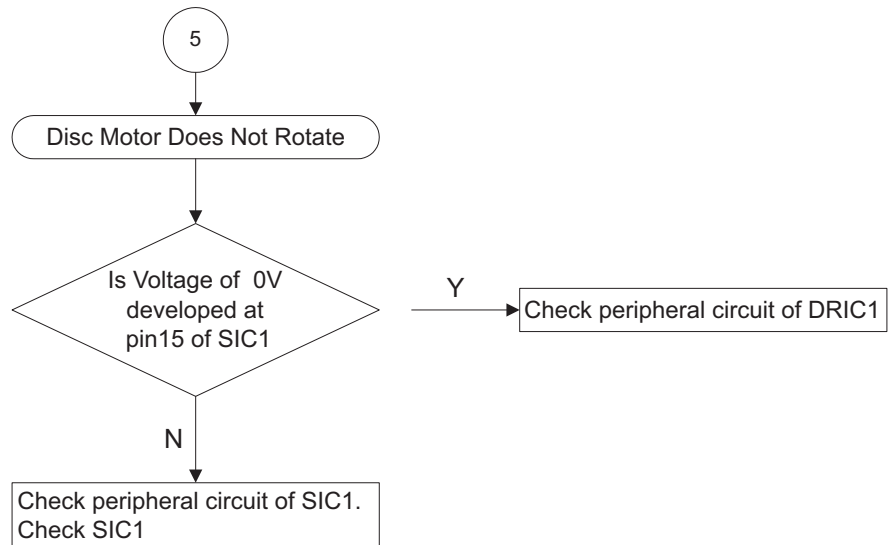 5
Disc Motor Does Not Rotate
Is Voltage of 0V
developed at
pin15 of SIC1
Y
Check peripheral circuit of DRIC1
N
Check peripheral circuit of SIC1.
Check SIC1